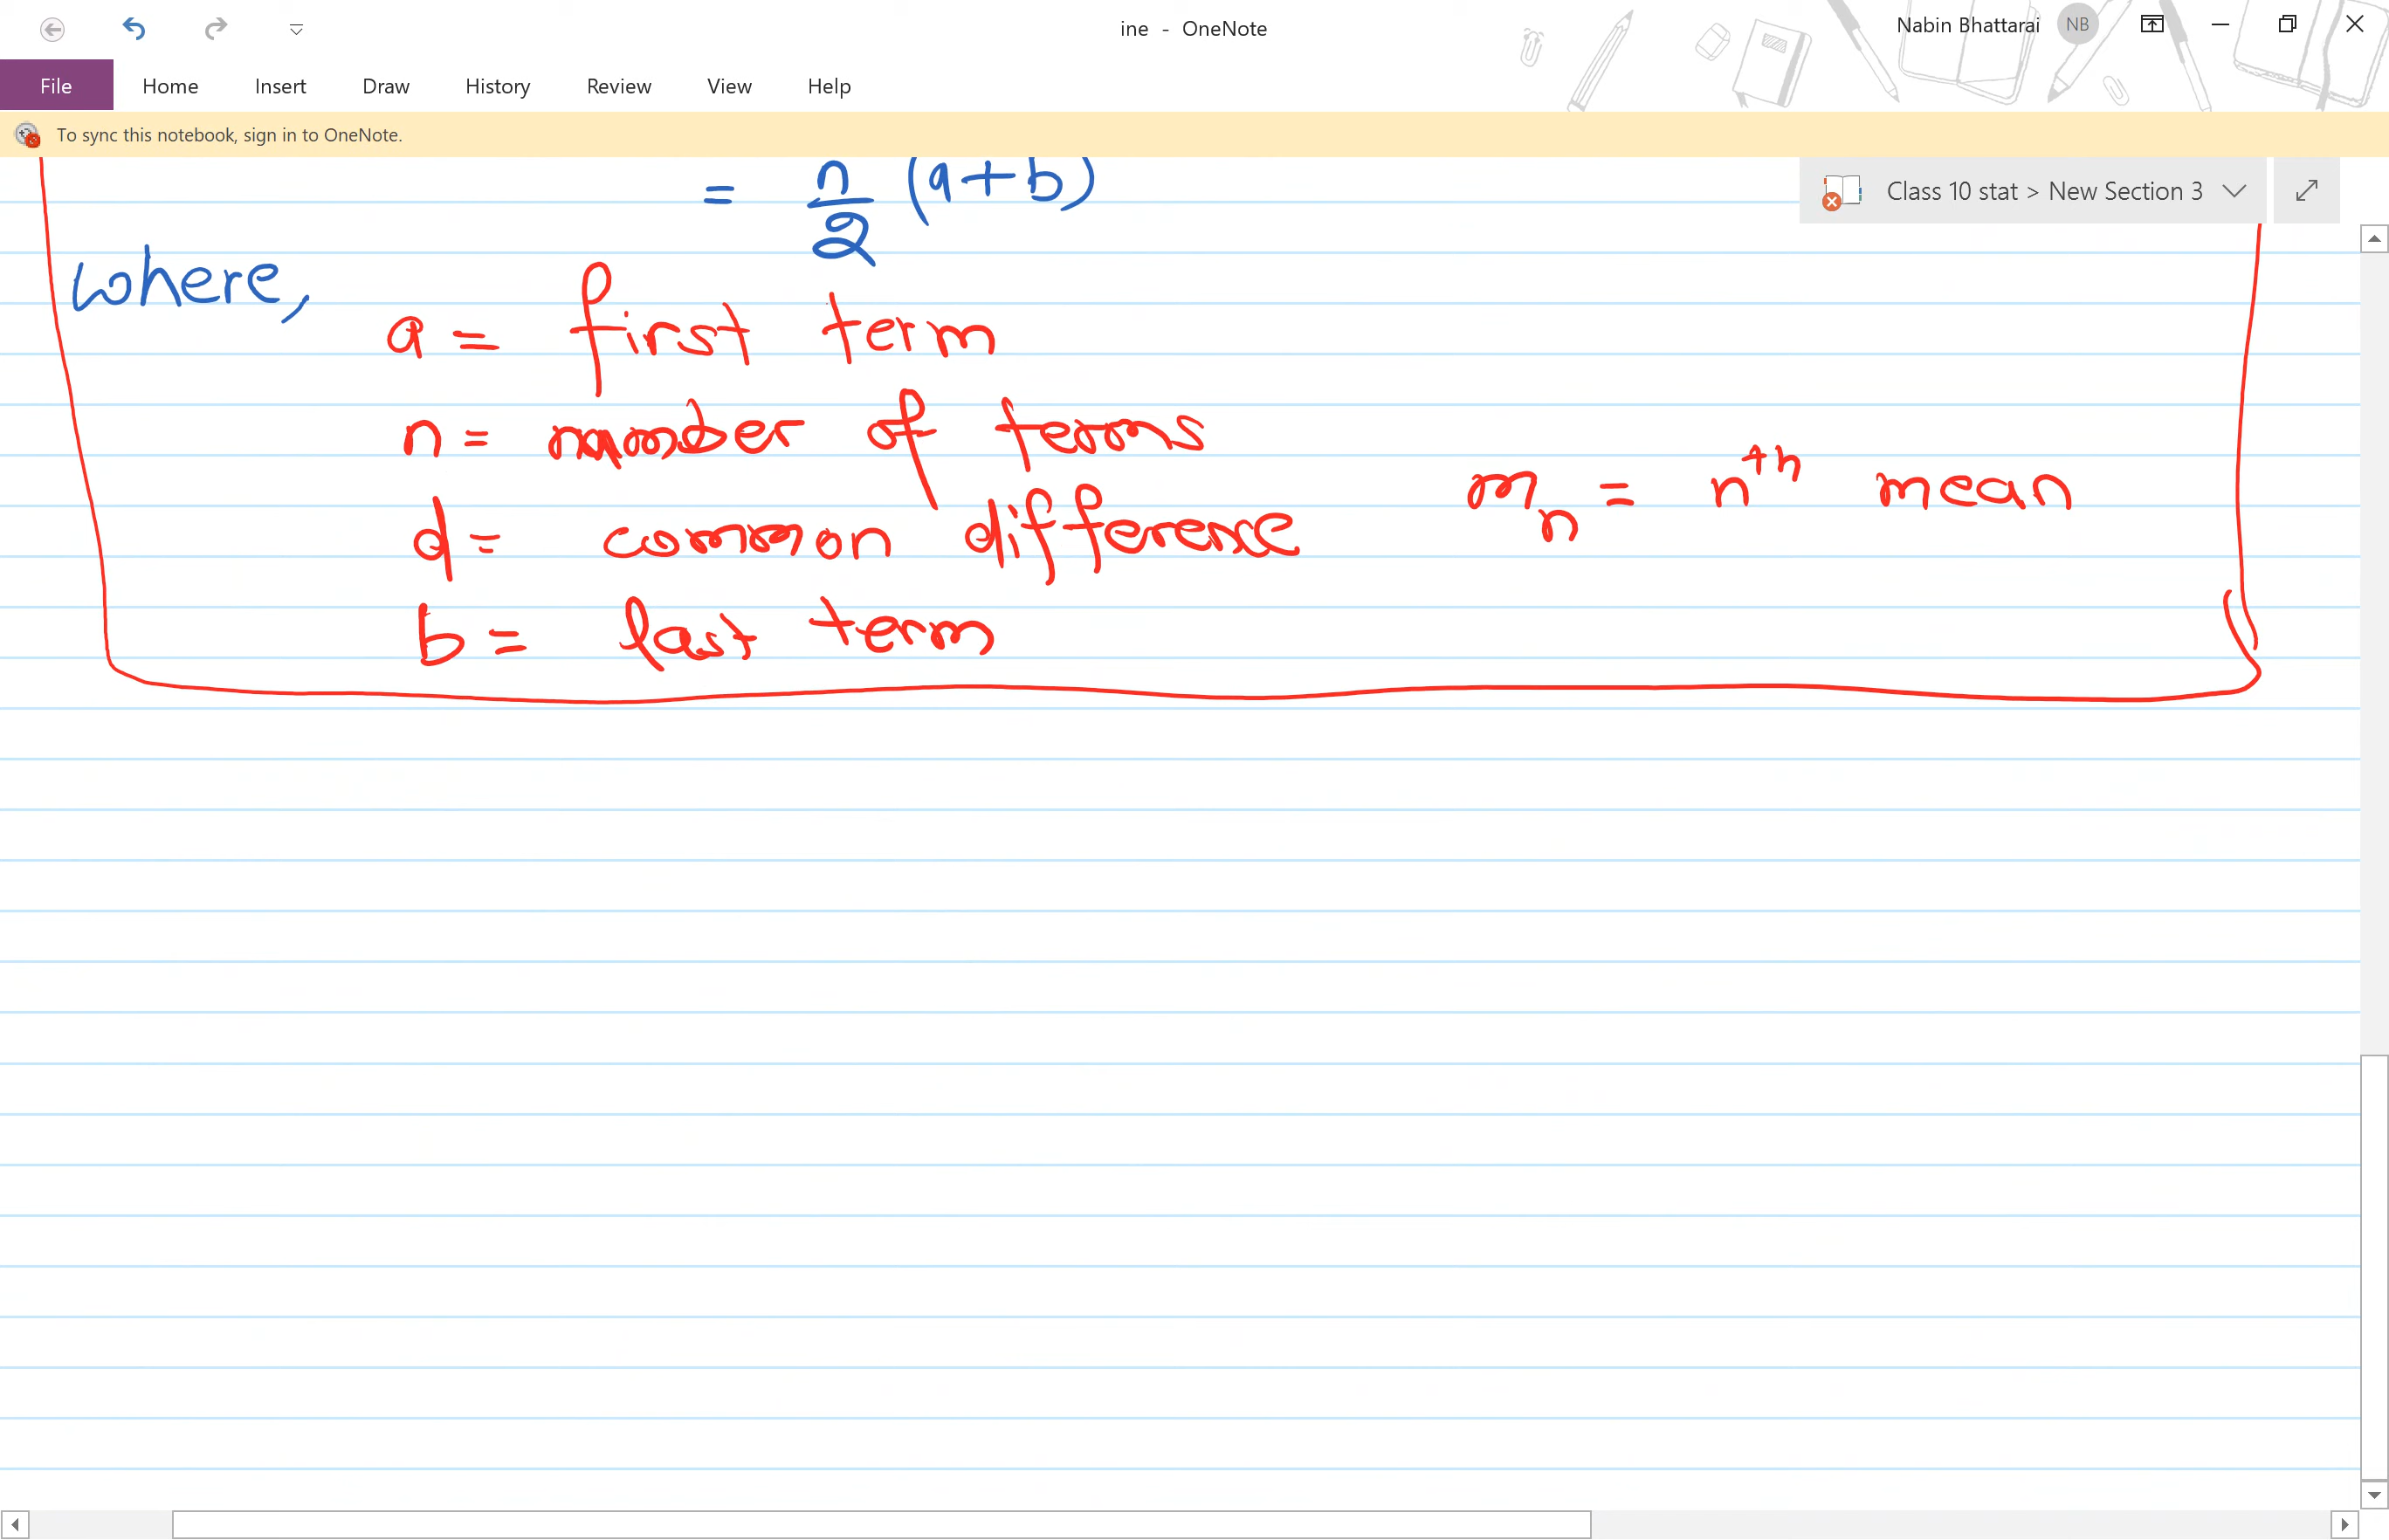 ine - OneNote
Nabin Bhattarai NB
File Home Insert Draw History Review View Help
To sync this notebook, sign in to OneNote.
Class 10 stat > New Section 3
= n/2 (a+b)
where,
a = first term
n = number of terms
mn = nth mean
d = common difference
b = last term